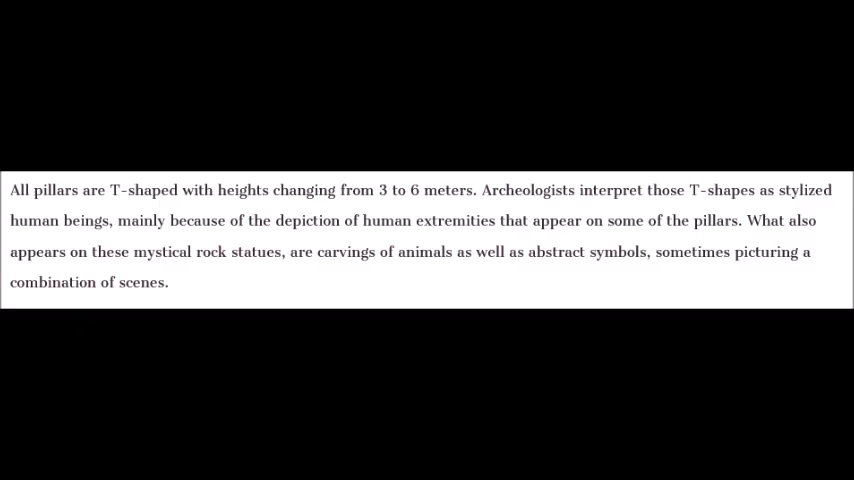 All pillars are T-shaped with heights changing from 3 to 6 meters. Archeologists interpret those T-shapes as stylized
human beings, mainly because of the depiction of human extremities that appear on some of the pillars. What also
appears on these mystical rock statues, are carvings of animals as well as abstract symbols, sometimes picturing a
combination of scenes.